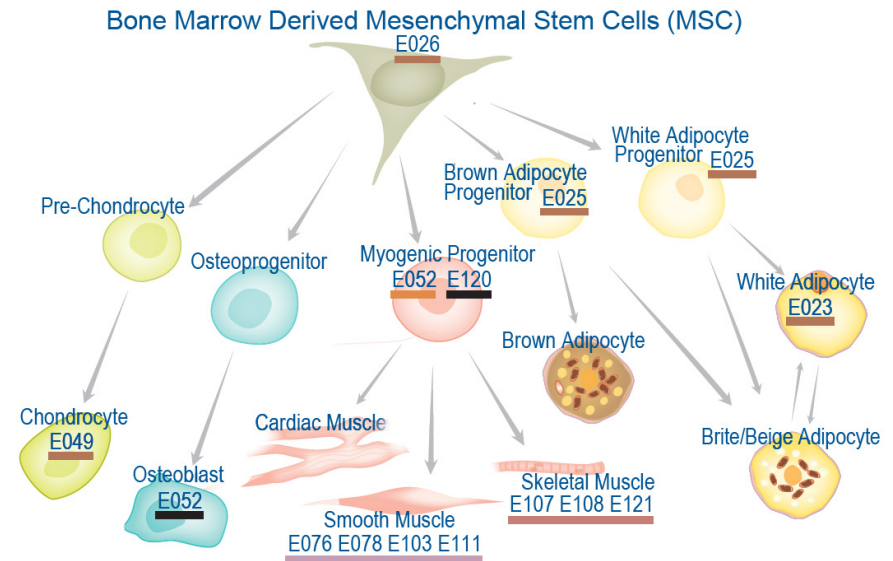 Bone Marrow Derived Mesenchymal Stem Cells (MSC)
E026
White Adipocyte
Progenitor E025
Brown Adipocyte
Progenitor E025
Pre-Chondrocyte
Osteoprogenitor
Myogenic Progenitor
E052 E120
White Adipocyte
E023
Brown Adipocyte
Chondrocyte
E049
Cardiac Muscle
Brite/Beige Adipocyte
Osteoblast
E052
Skeletal Muscle
E107 E108 E121
Smooth Muscle
E076 E078 E103 E111